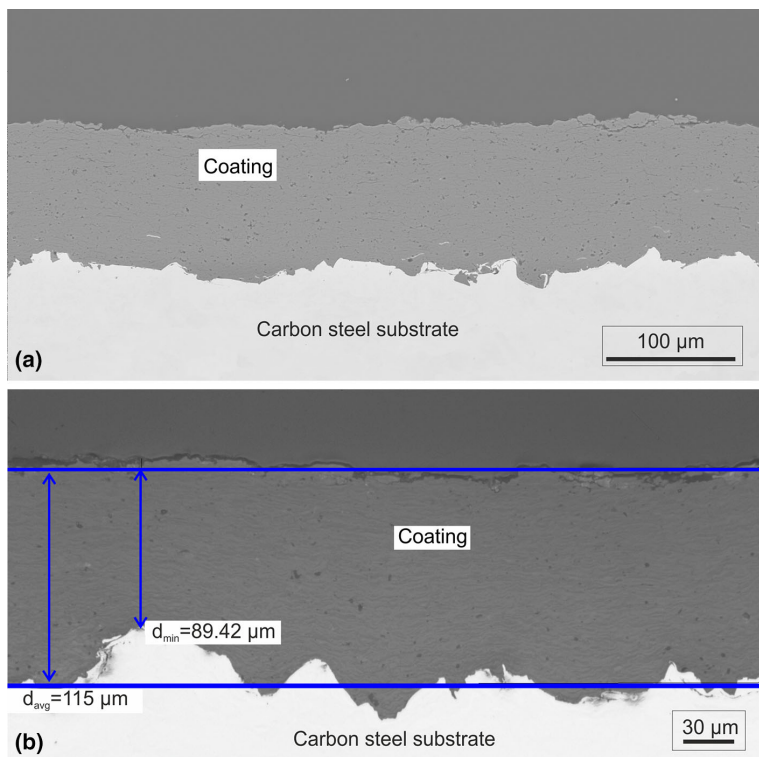 Coating
Carbon steel substrate
100 µm
(a)
Coating
dmin=89.42 µm
davg=115 µm
30 µm
(b)
Carbon steel substrate